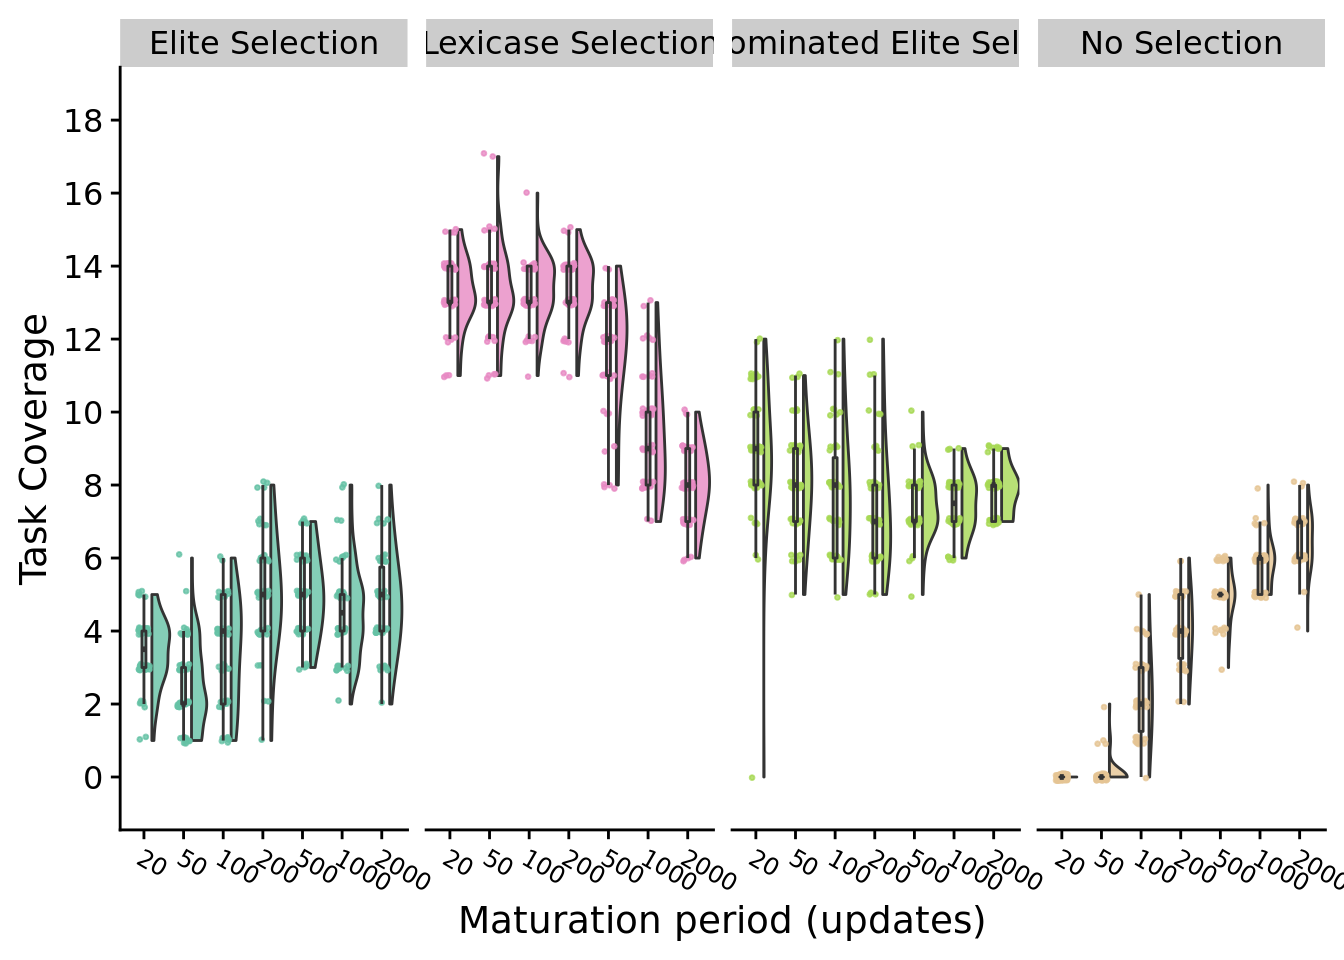 Elite Selection
Lexicase Selection
ominated Elite Sel
No Selection
Task Coverage
18
16
14
12
10
8
6
4
2
0
20 50 100 200 500 1000 2000
20 50 100 200 500 1000 2000
20 50 100 200 500 1000 2000
20 50 100 200 500 1000 2000
Maturation period (updates)